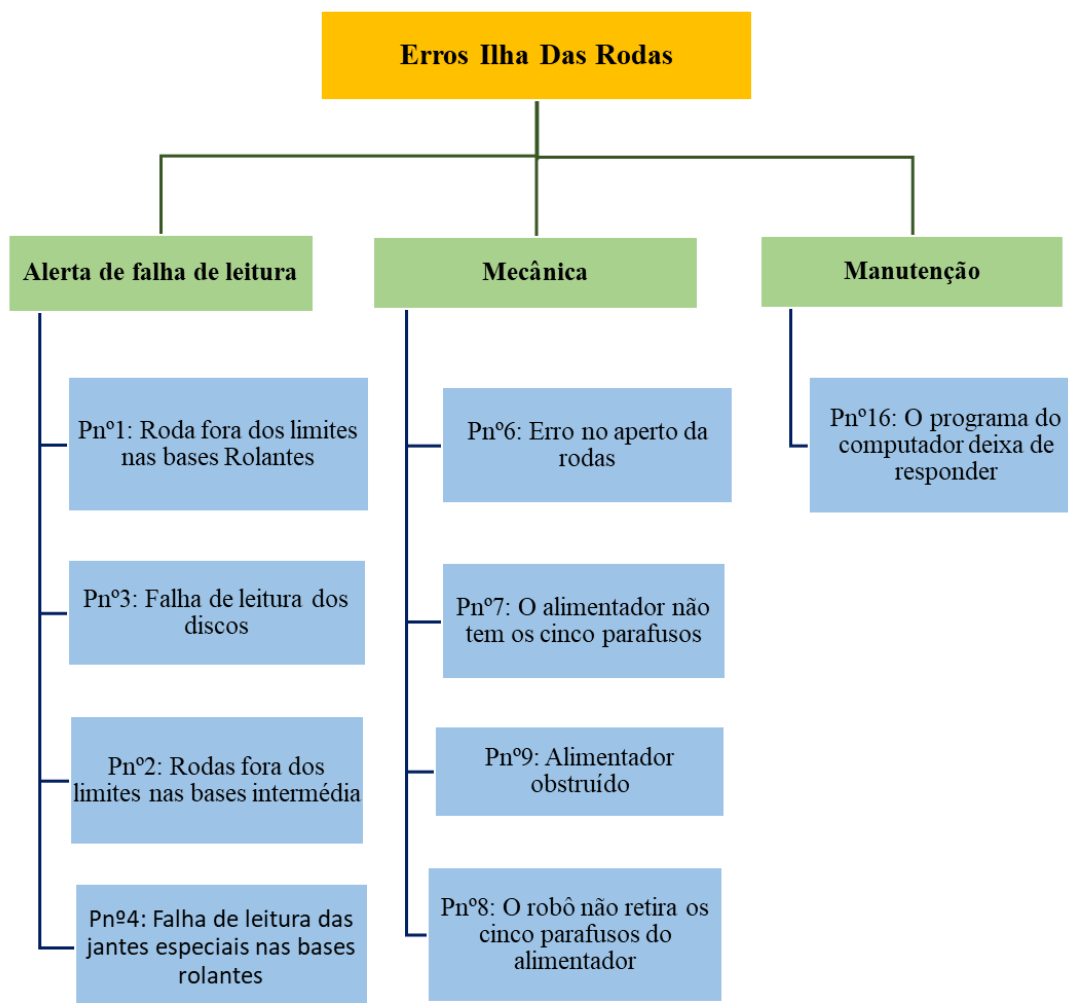 Erros Ilha Das Rodas
Alerta de falha de leitura
Pnº1: Roda fora dos limites
nas bases Rolantes
Pnº3: Falha de leitura dos
discos
Pnº2: Rodas fora dos
limites nas bases intermédia
Pnº4: Falha de leitura das
jantes especiais nas bases
rolantes
Mecânica
Pnº6: Erro no aperto da
rodas
Pnº7: O alimentador não
tem os cinco parafusos
Pnº9: Alimentador
obstruído
Pnº8: O robô não retira os
cinco parafusos do
alimentador
Manutenção
Pnº16: O programa do
computador deixa de
responder